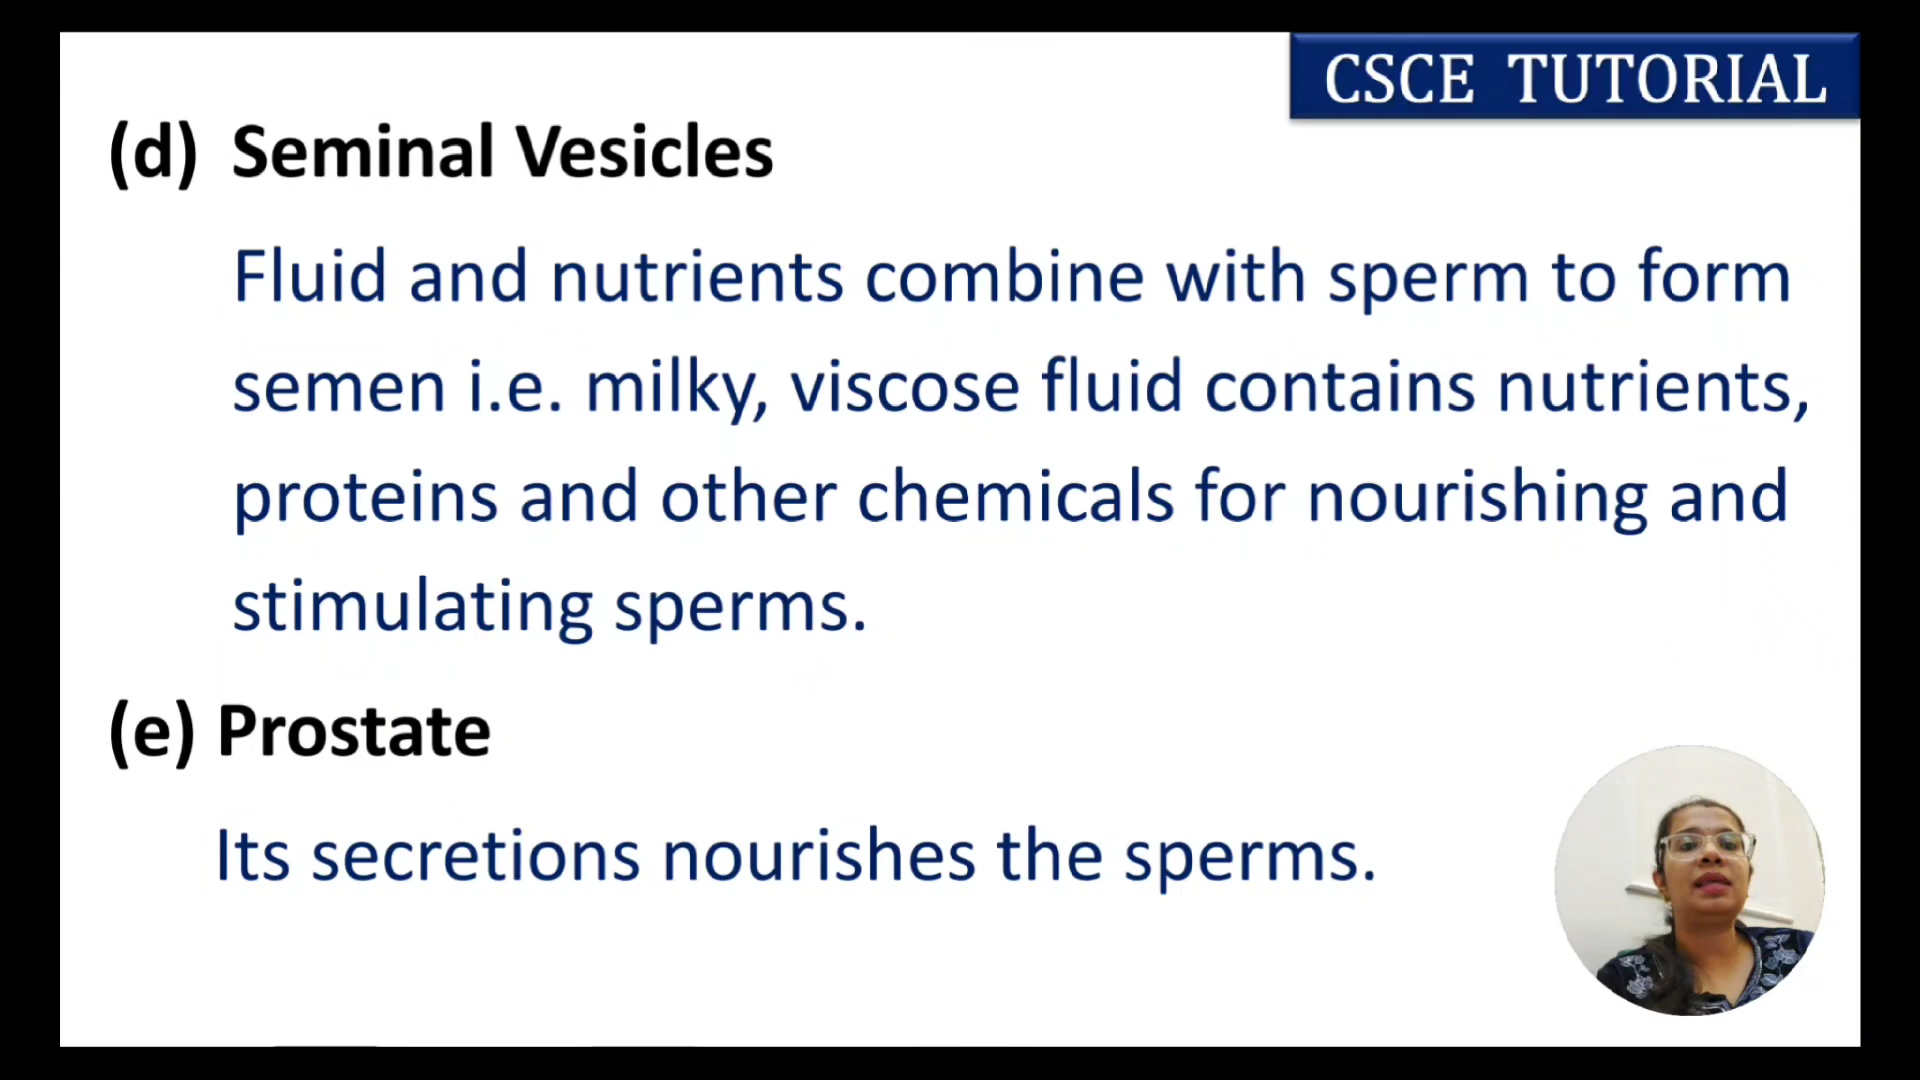 CSCE TUTORIAL
(d) Seminal Vesicles
Fluid and nutrients combine with sperm to form
semen i.e. milky, viscose fluid contains nutrients,
proteins and other chemicals for nourishing and
stimulating sperms.
(e) Prostate
Its secretions nourishes the sperms.